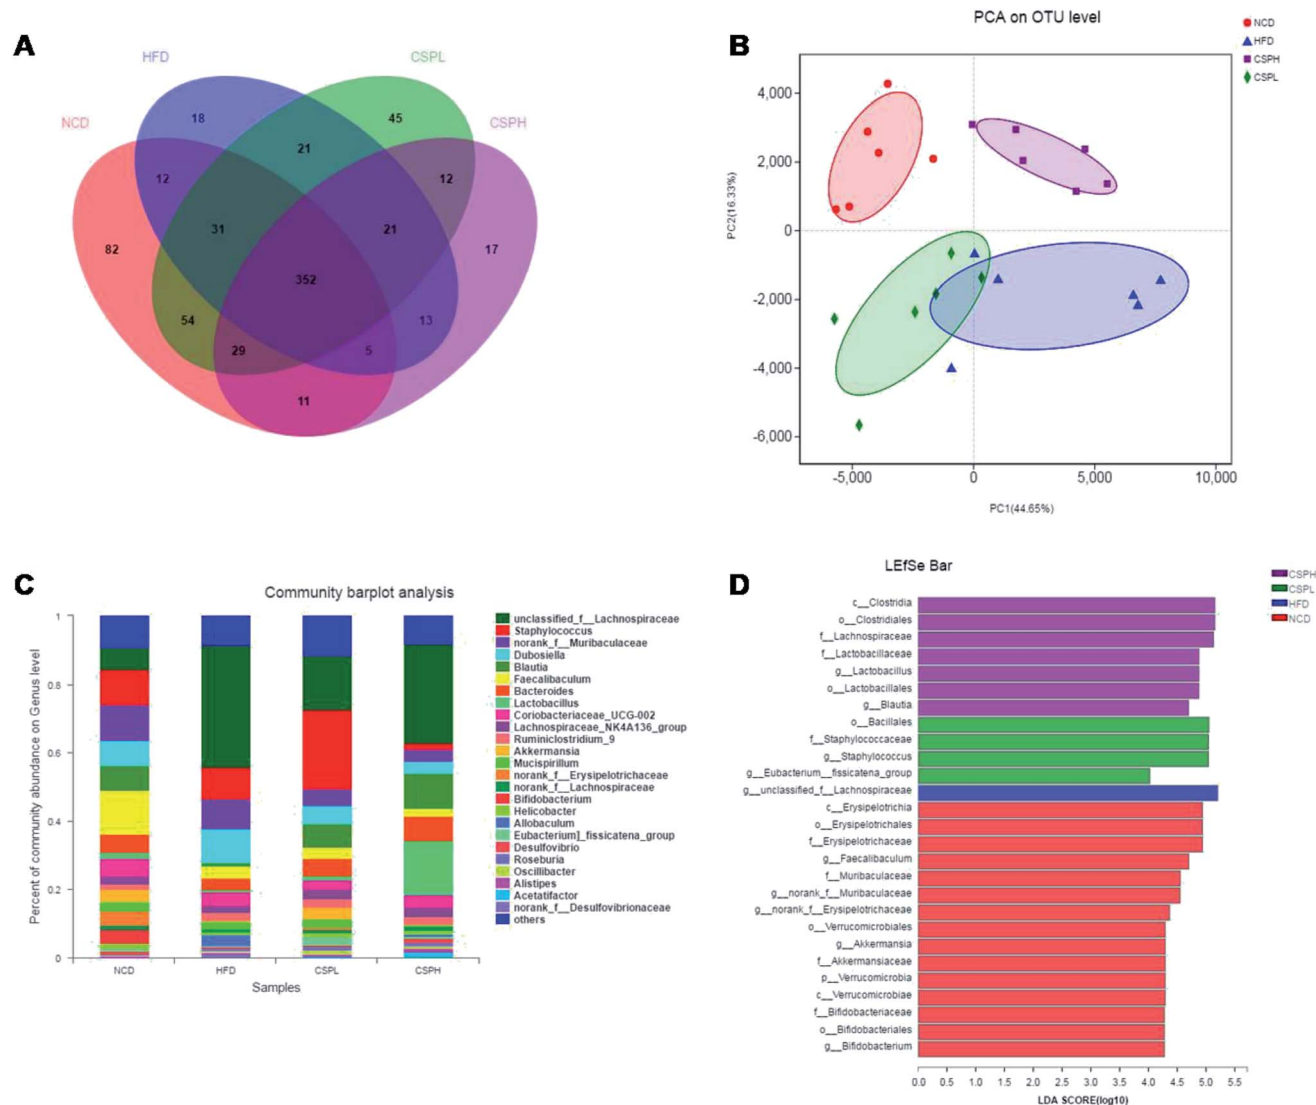 A
HFD
CSPL
NCD
CSPH
18
45
21
12
12
82
31
21
17
352
54
13
29
5
11
B
PCA on OTU level
NCD
HFD
CSPH
CSPL
PC2(16.33%)
4,000
2,000
0
-2,000
-4,000
-6,000
-5,000
0
5,000
10,000
PC1(44.65%)
C
Community barplot analysis
Percent of community abundance on Genus level
1
0.8
0.6
0.4
0.2
0
NCD
HFD
CSPL
CSPH
Samples
unclassified_f__Lachnospiraceae
Staphylococcus
norank_f__Muribaculaceae
Dubosiella
Blautia
Faecalibaculum
Bacteroides
Lactobacillus
Coriobacteriaceae_UCG-002
Lachnospiraceae_NK4A136_group
Ruminiclostridium_9
Akkermansia
Mucispirillum
norank_f__Erysipelotrichaceae
norank_f__Lachnospiraceae
Bifidobacterium
Helicobacter
Allobaculum
Eubacterium]_fissicatena_group
Desulfovibrio
Roseburia
Oscillibacter
Alistipes
Acetatifactor
norank_f__Desulfovibrionaceae
others
D
LEfSe Bar
CSPH
CSPL
HFD
NCD
c__Clostridia
o__Clostridiales
f__Lachnospiraceae
f__Lactobacillaceae
g__Lactobacillus
o__Lactobacillales
g__Blautia
o__Bacillales
f__Staphylococcaceae
g__Staphylococcus
g__Eubacterium__fissicatena_group
g__unclassified_f__Lachnospiraceae
c__Erysipelotrichia
o__Erysipelotrichales
f__Erysipelotrichaceae
g__Faecalibaculum
f__Muribaculaceae
g__norank_f__Muribaculaceae
g__norank_f__Erysipelotrichaceae
o__Verrucomicrobiales
g__Akkermansia
f__Akkermansiaceae
p__Verrucomicrobia
c__Verrucomicrobiae
f__Bifidobacteriaceae
o__Bifidobacteriales
g__Bifidobacterium
0.0 0.5 1.0 1.5 2.0 2.5 3.0 3.5 4.0 4.5 5.0 5.5
LDA SCORE(log10)